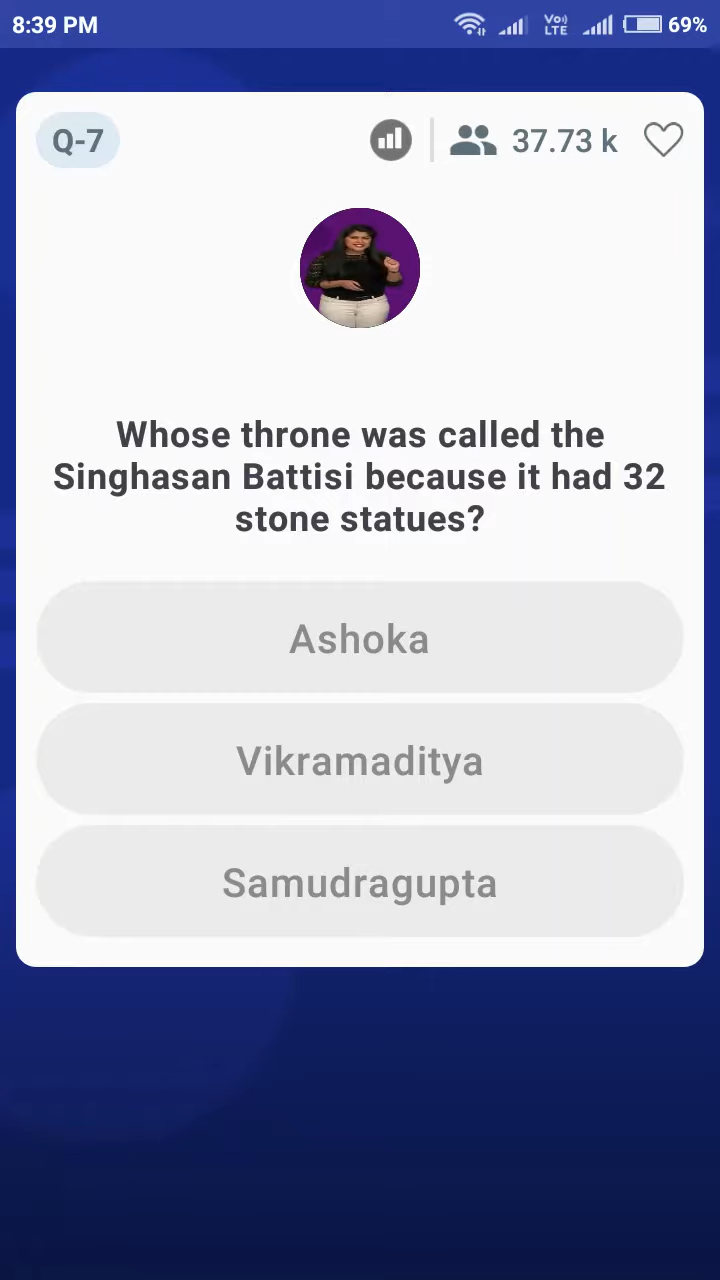 8:39 PM
Vo)) LTE
69%
Q-7
37.73 k
Whose throne was called the
Singhasan Battisi because it had 32
stone statues?
Ashoka
Vikramaditya
Samudragupta